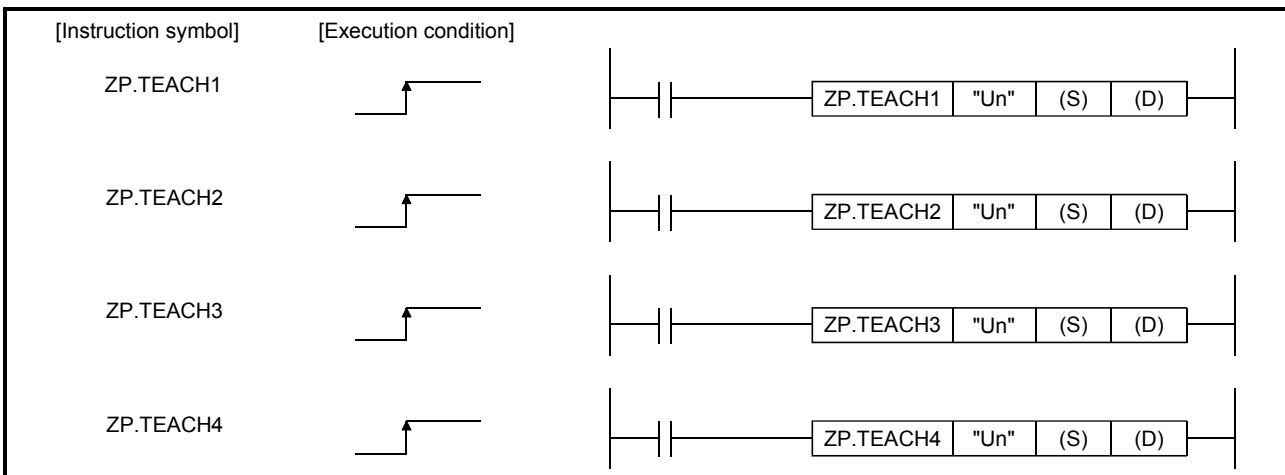 [Instruction symbol] [Execution condition]
ZP.TEACH1 ZP.TEACH1 "Un" (S) (D)
ZP.TEACH2 ZP.TEACH2 "Un" (S) (D)
ZP.TEACH3 ZP.TEACH3 "Un" (S) (D)
ZP.TEACH4 ZP.TEACH4 "Un" (S) (D)